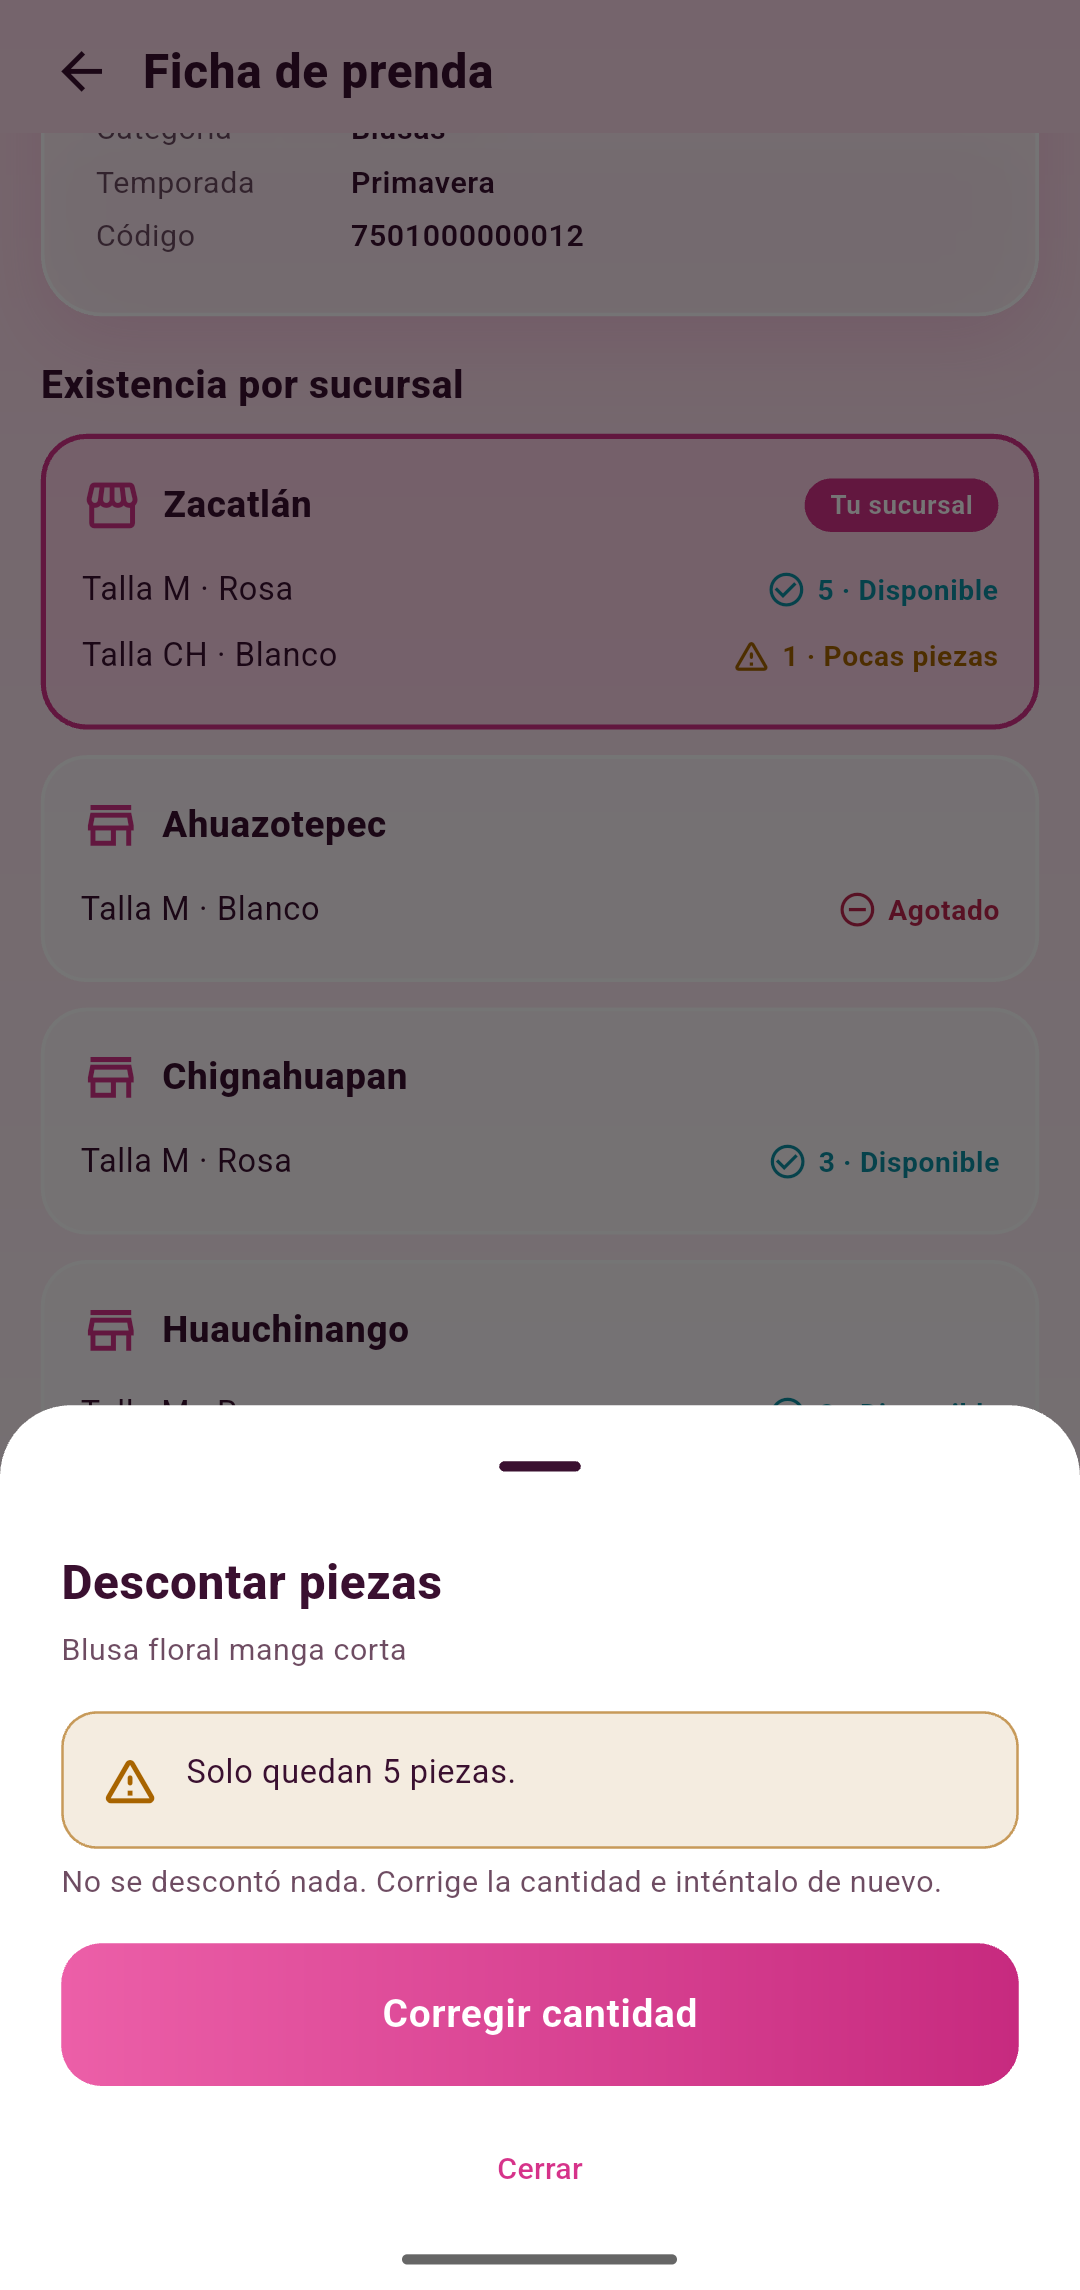 Ficha de prenda
Categoría Blusas
Temporada Primavera
Código 7501000000012
Existencia por sucursal
Zacatlán Tu sucursal
Talla M · Rosa 5 · Disponible
Talla CH · Blanco 1 · Pocas piezas
Ahuazotepec
Talla M · Blanco Agotado
Chignahuapan
Talla M · Rosa 3 · Disponible
Huauchinango
Descontar piezas
Blusa floral manga corta
Solo quedan 5 piezas.
No se descontó nada. Corrige la cantidad e inténtalo de nuevo.
Corregir cantidad
Cerrar